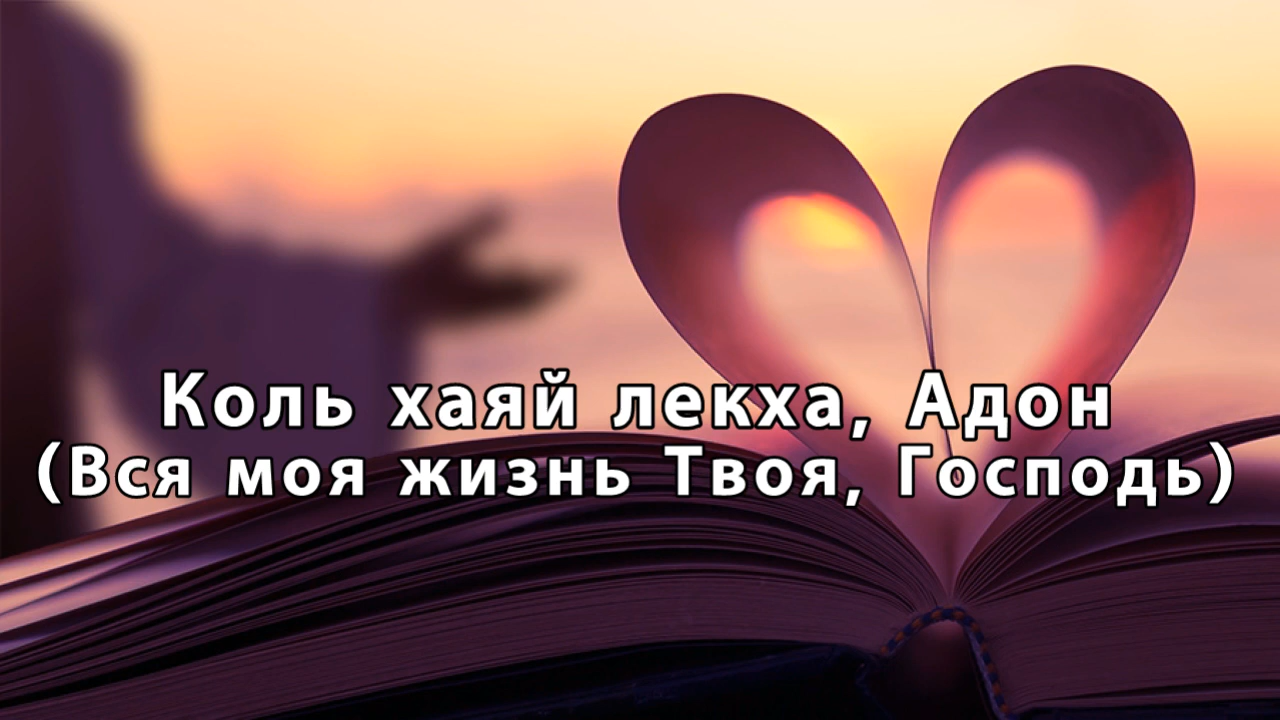 Коль хаяй лекха, Адон
(Вся моя жизнь Твоя, Господь)